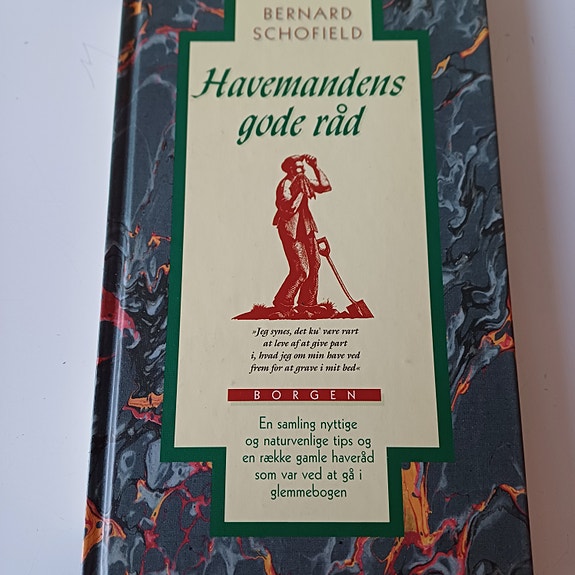 BERNARD
SCHOFIELD
Havemandens
gode råd
»Jeg synes, det ku' være rart
at leve af at give part
i, hvad jeg om min have ved
frem for at grave i mit bed«
BORGEN
En samling nyttige
og naturvenlige tips og
en række gamle haveråd
som var ved at gå i
glemmebogen